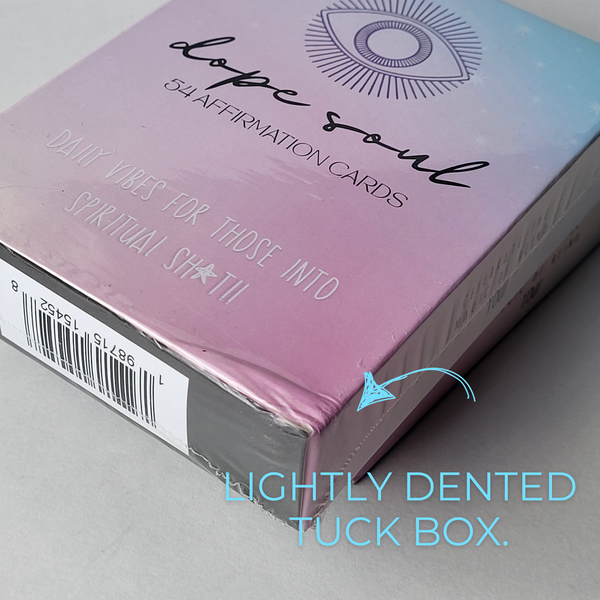 dope soul
54 AFFIRMATION CARDS
DAILY VIBES FOR THOSE INTO
SPIRITUAL SH★T!!
1 98715 15452 8
LIGHTLY DENTED
TUCK BOX.